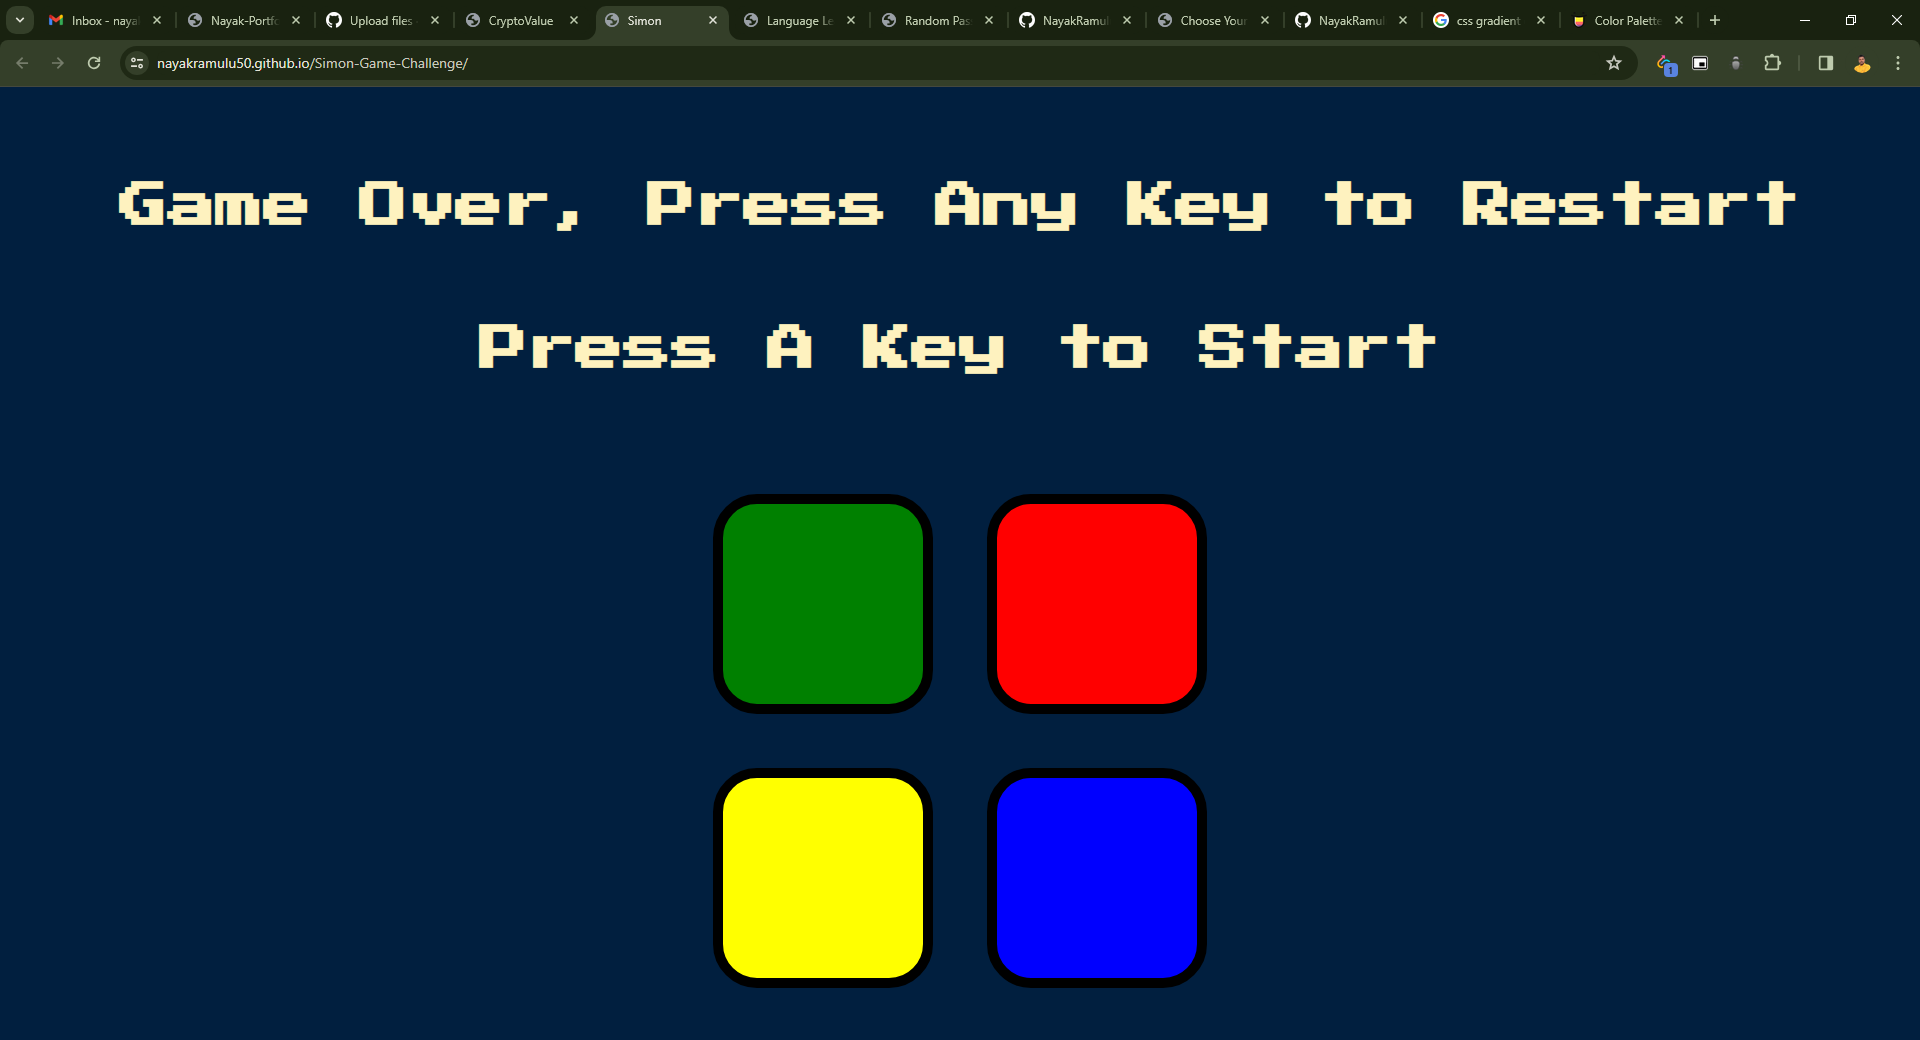 Inbox - naya
Nayak-Portfo
Upload files
CryptoValue
Simon
Language Le
Random Pas
NayakRamul
Choose Your
NayakRamul
css gradient
Color Palette
nayakramulu50.github.io/Simon-Game-Challenge/
1
Game Over, Press Any Key to Restart
Press A Key to Start